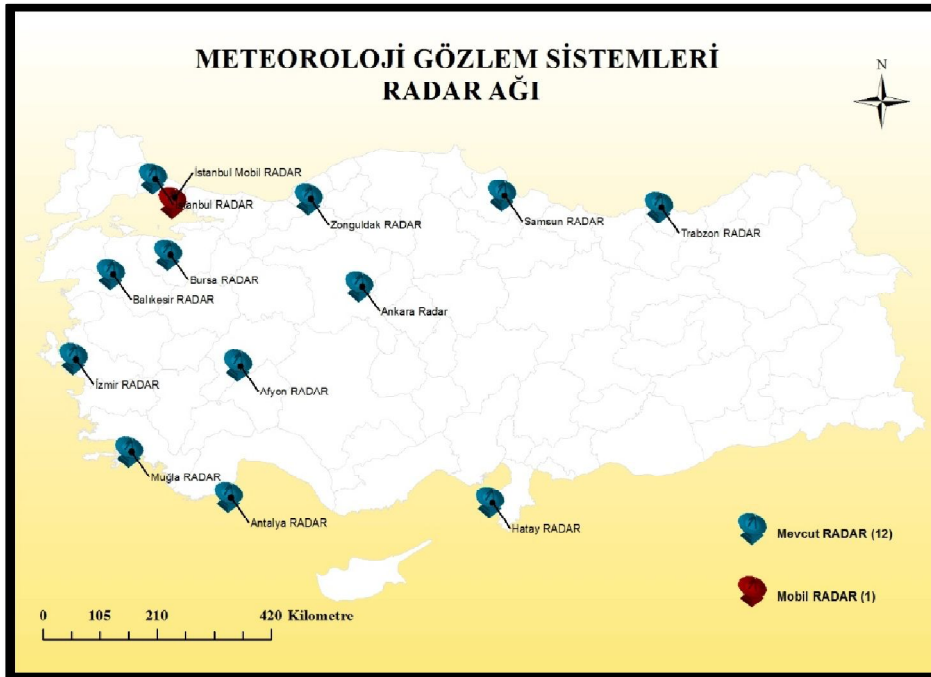 METEOROLOJİ GÖZLEM SİSTEMLERİ
RADAR AĞI
N
İstanbul Mobil RADAR
RADAR
Zonguldak RADAR
Samsun RADAR
Trabzon RADAR
Bursa RADAR
Balıkesir RADAR
Ankara Radar
İzmir RADAR
Afyon RADAR
Muğla RADAR
Antalya RADAR
Hatay RADAR
Mevcut RADAR (12)
Mobil RADAR (1)
0 105 210 420 Kilometre